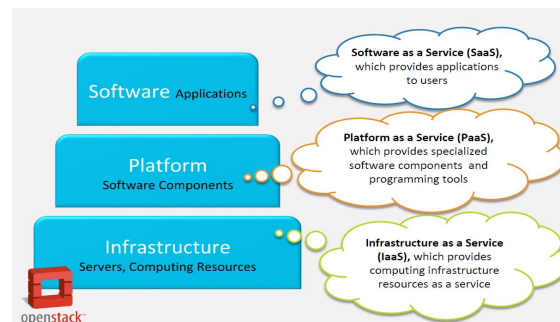 Software Applications
Software as a Service (SaaS),
which provides applications
to users
Platform
Software Components
Platform as a Service (PaaS),
which provides specialized
software components and
programming tools
Infrastructure
Servers, Computing Resources
Infrastructure as a Service
(IaaS), which provides
computing infrastructure
resources as a service
openstack™